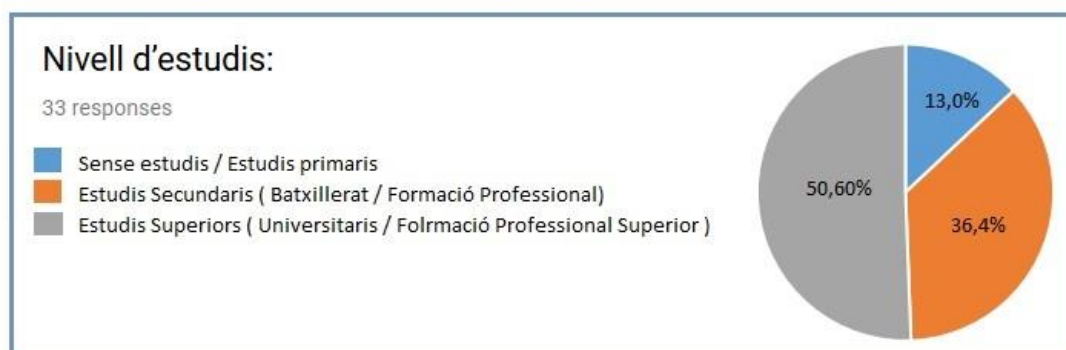 Nivell d’estudis:
33 responses
Sense estudis / Estudis primaris
Estudis Secundaris ( Batxillerat / Formació Professional)
Estudis Superiors ( Universitaris / Folrmació Professional Superior )
13,0%
50,60%
36,4%